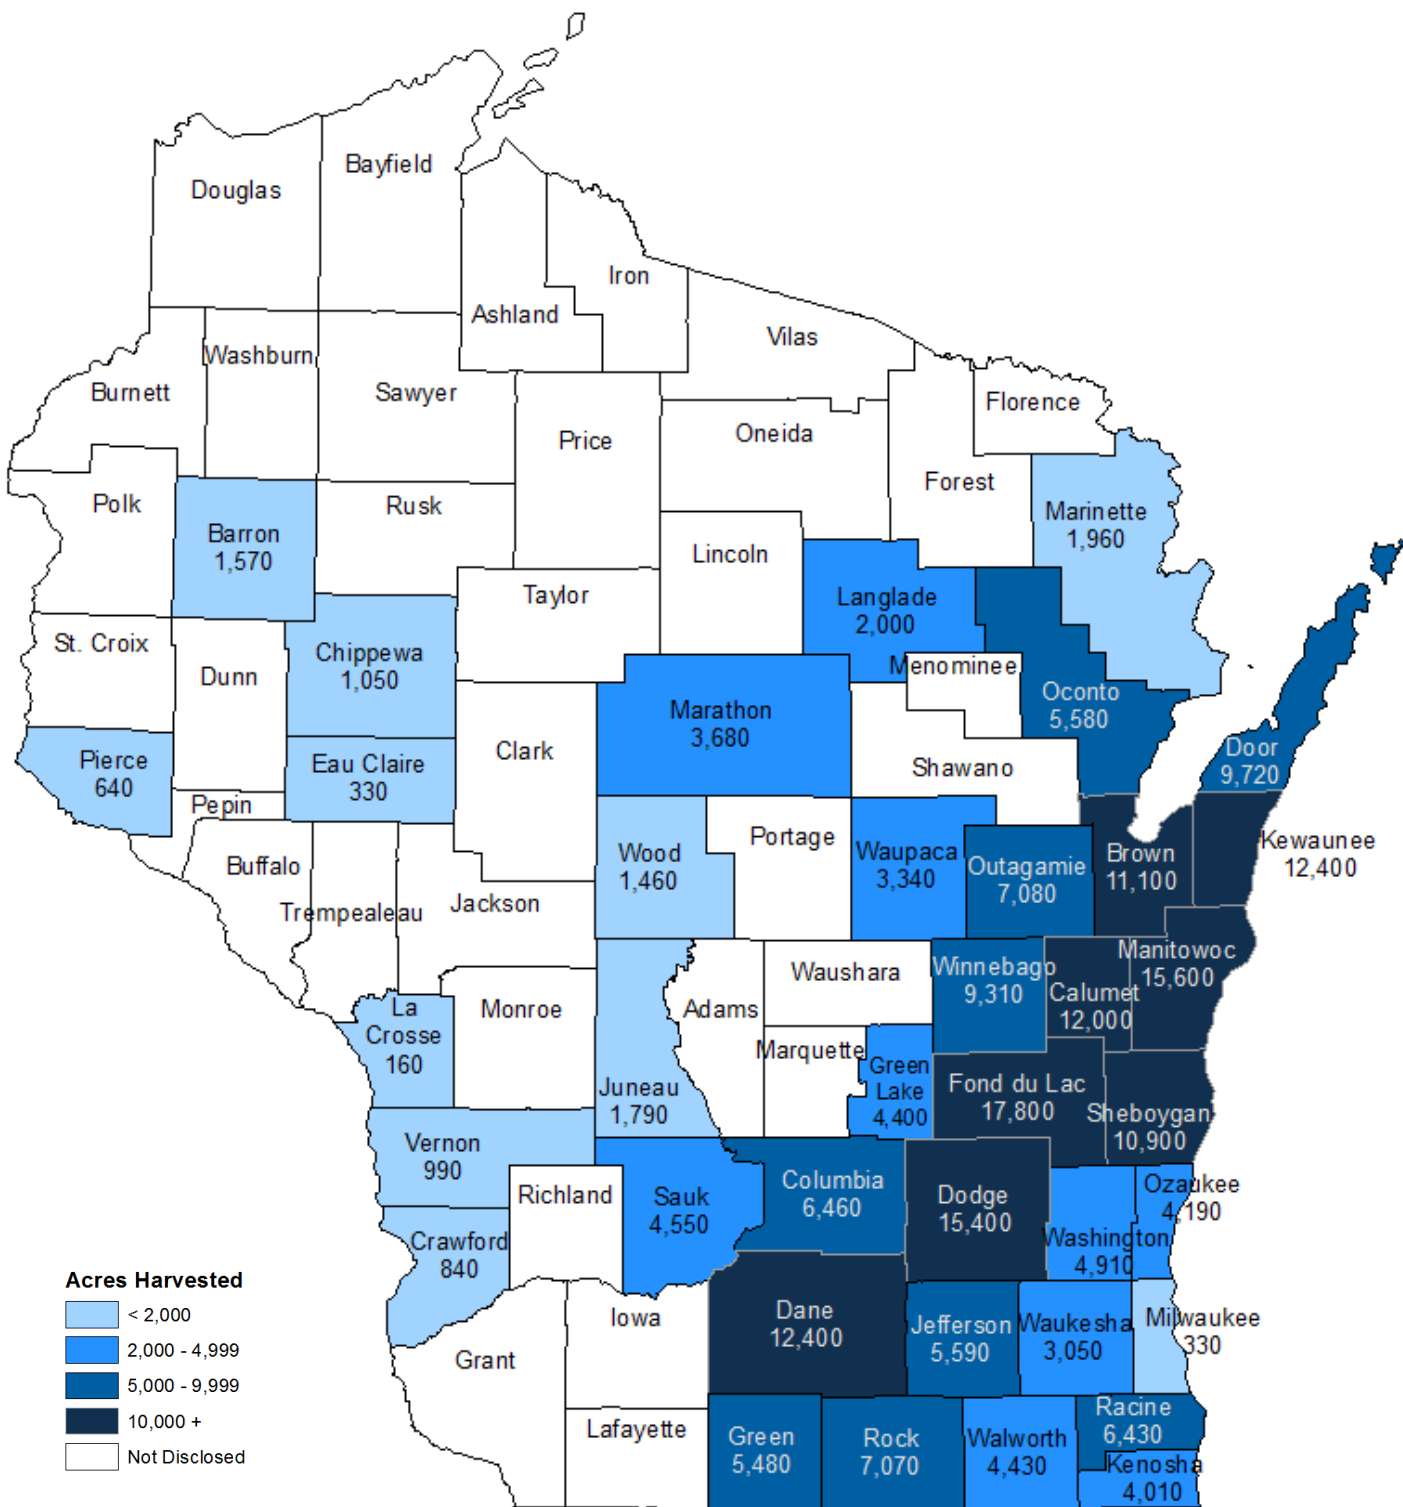 Bayfield
Douglas
Iron
Ashland
Vilas
Washburn
Burnett
Sawyer
Florence
Price
Oneida
Forest
Polk
Rusk
Marinette
1,960
Barron
1,570
Lincoln
Taylor
Langlade
2,000
St. Croix
Chippewa
1,050
Menominee
Dunn
Oconto
5,580
Marathon
3,680
Door
9,720
Clark
Pierce
640
Eau Claire
330
Shawano
Pepin
Portage
Kewaunee
12,400
Wood
1,460
Waupaca
3,340
Brown
11,100
Outagamie
7,080
Buffalo
Trempealeau
Jackson
Manitowoc
15,600
Waushara
Winnebago
9,310
Calumet
12,000
La
Crosse
160
Monroe
Adams
Marquette
Green
Lake
4,400
Juneau
1,790
Fond du Lac
17,800
Sheboygan
10,900
Vernon
990
Columbia
6,460
Ozaukee
4,190
Richland
Sauk
4,550
Dodge
15,400
Crawford
840
Washington
4,910
Dane
12,400
Iowa
Jefferson
5,590
Waukesha
3,050
Milwaukee
330
Grant
Racine
6,430
Lafayette
Green
5,480
Rock
7,070
Walworth
4,430
Kenosha
4,010
Acres Harvested
< 2,000
2,000 - 4,999
5,000 - 9,999
10,000 +
Not Disclosed